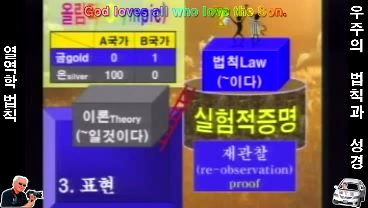 God loves all who love the Son.
올림
A국가 B국가
금gold 0 1
은silver 100 0
법칙Law
(~이다)
이론Theory
(~일것이다)
실험적증명
재관찰
(re-observation)
proof
3. 표현
열역학 법칙
우주의 법칙과 성경